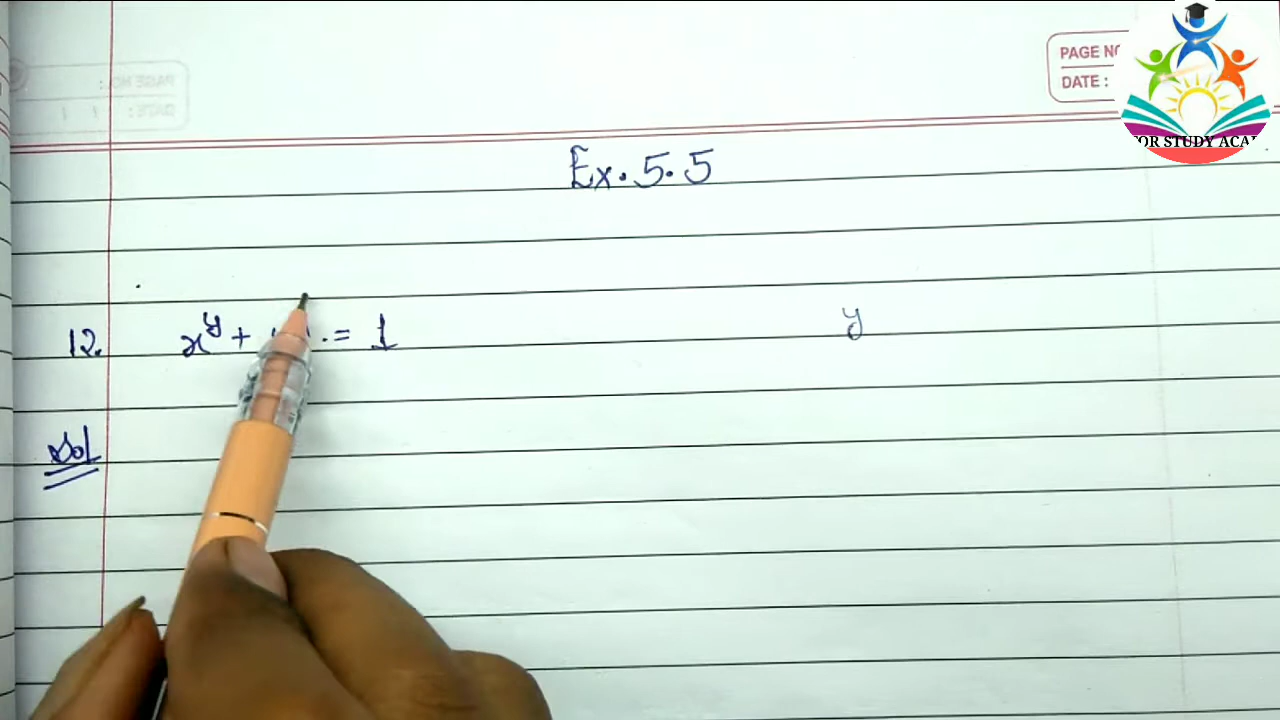 PAGE NO
DATE :
OR STUDY ACA
Ex. 5.5
12. x^y + = 1
y
Sol